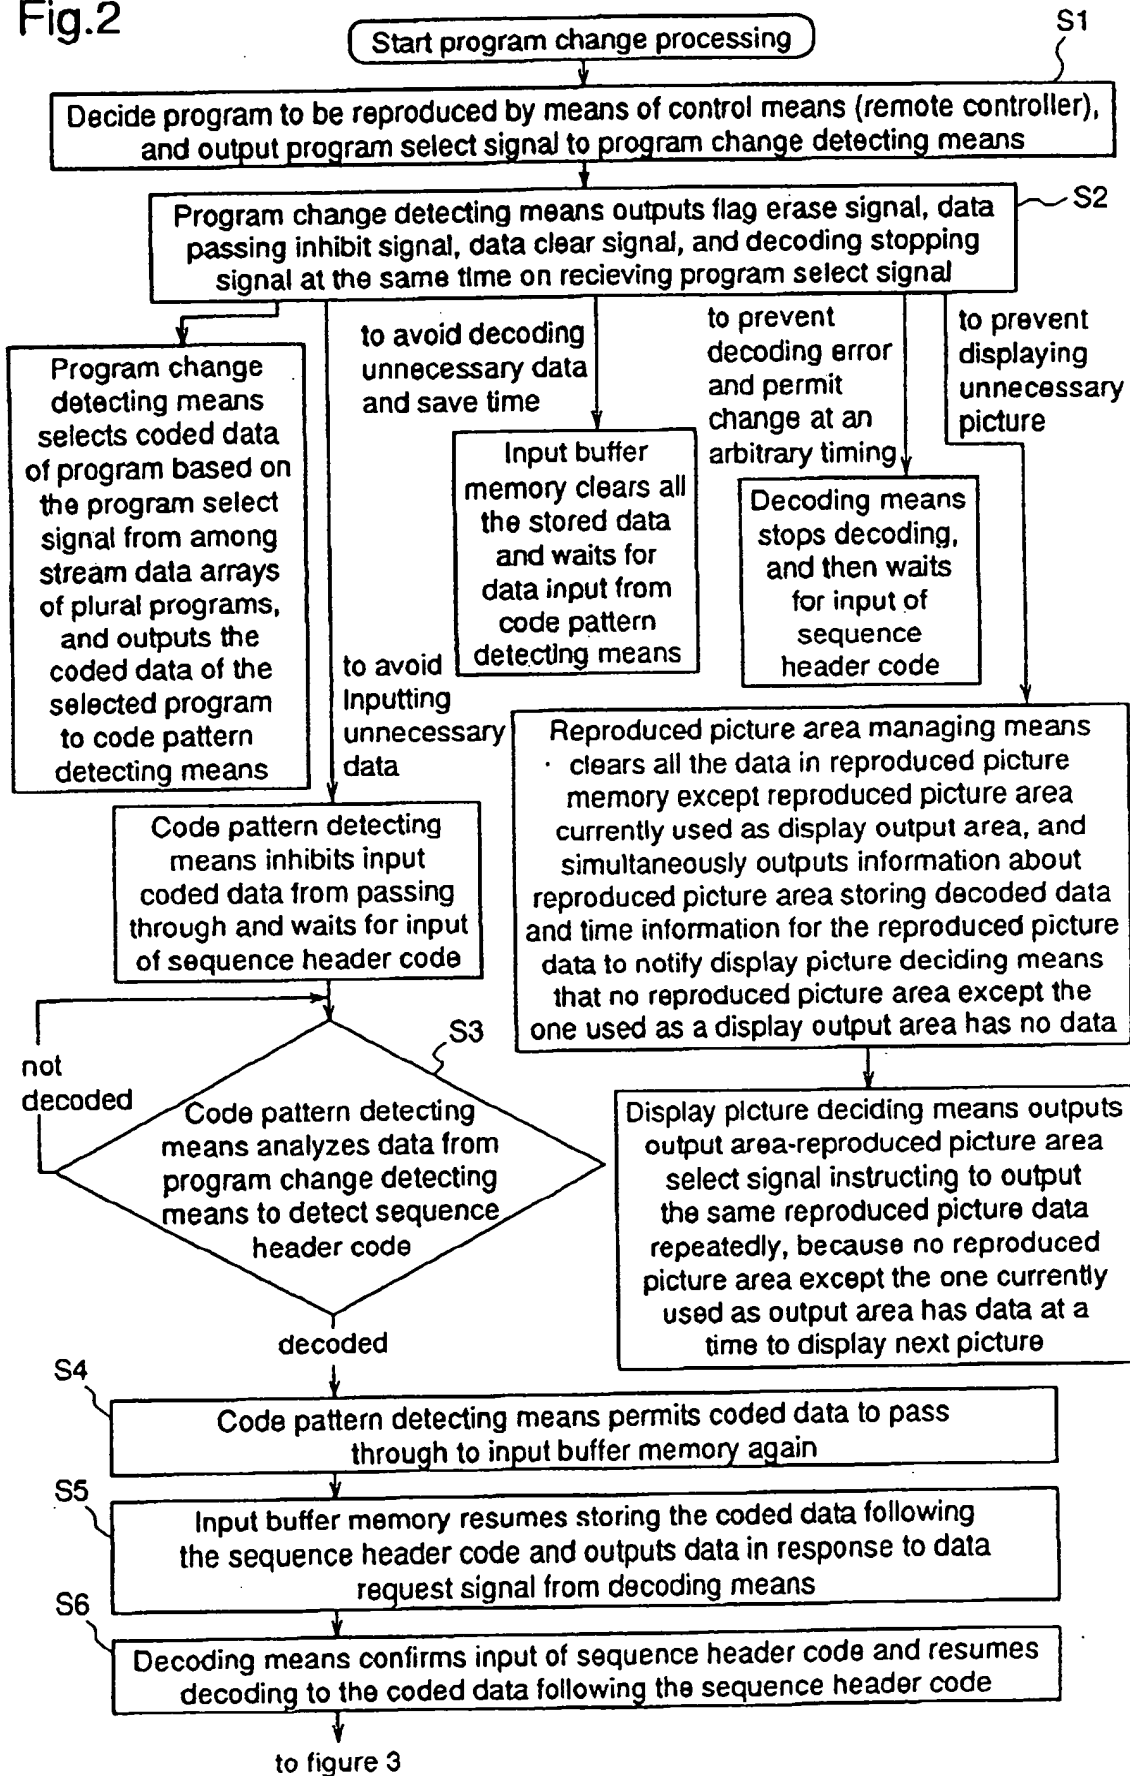 Fig.2
Start program change processing
S1
Decide program to be reproduced by means of control means (remote controller),
and output program select signal to program change detecting means
S2
Program change detecting means outputs flag erase signal, data
passing inhibit signal, data clear signal, and decoding stopping
signal at the same time on recieving program select signal
Program change
detecting means
selects coded data
of program based on
the program select
signal from among
stream data arrays
of plural programs,
and outputs the
coded data of the
selected program
to code pattern
detecting means
to avoid
Inputting
unnecessary
data
to avoid decoding
unnecessary data
and save time
Input buffer
memory clears all
the stored data
and waits for
data input from
code pattern
detecting means
to prevent
decoding error
and permit
change at an
arbitrary timing
Decoding means
stops decoding,
and then waits
for input of
sequence
header code
to prevent
displaying
unnecessary
picture
Code pattern detecting
means inhibits input
coded data from passing
through and waits for input
of sequence header code
Reproduced picture area managing means
clears all the data in reproduced picture
memory except reproduced picture area
currently used as display output area, and
simultaneously outputs information about
reproduced picture area storing decoded data
and time information for the reproduced picture
data to notify display picture deciding means
that no reproduced picture area except the
one used as a display output area has no data
S3
not
decoded
Code pattern detecting
means analyzes data from
program change detecting
means to detect sequence
header code
decoded
Display picture deciding means outputs
output area-reproduced picture area
select signal instructing to output
the same reproduced picture data
repeatedly, because no reproduced
picture area except the one currently
used as output area has data at a
time to display next picture
S4
Code pattern detecting means permits coded data to pass
through to input buffer memory again
S5
Input buffer memory resumes storing the coded data following
the sequence header code and outputs data in response to data
request signal from decoding means
S6
Decoding means confirms input of sequence header code and resumes
decoding to the coded data following the sequence header code
to figure 3